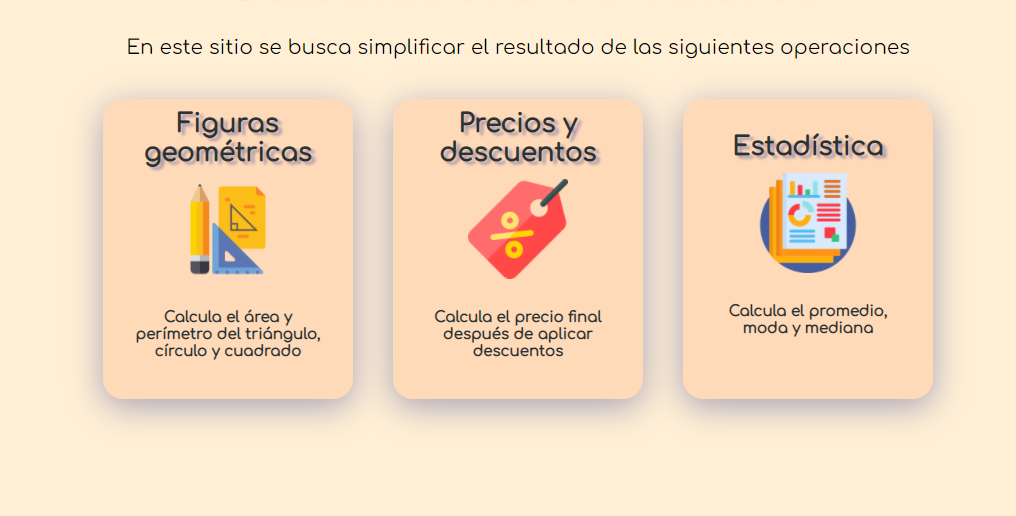 En este sitio se busca simplificar el resultado de las siguientes operaciones
Figuras
geométricas
Calcula el área y
perímetro del triángulo,
círculo y cuadrado
Precios y
descuentos
Calcula el precio final
después de aplicar
descuentos
Estadística
Calcula el promedio,
moda y mediana